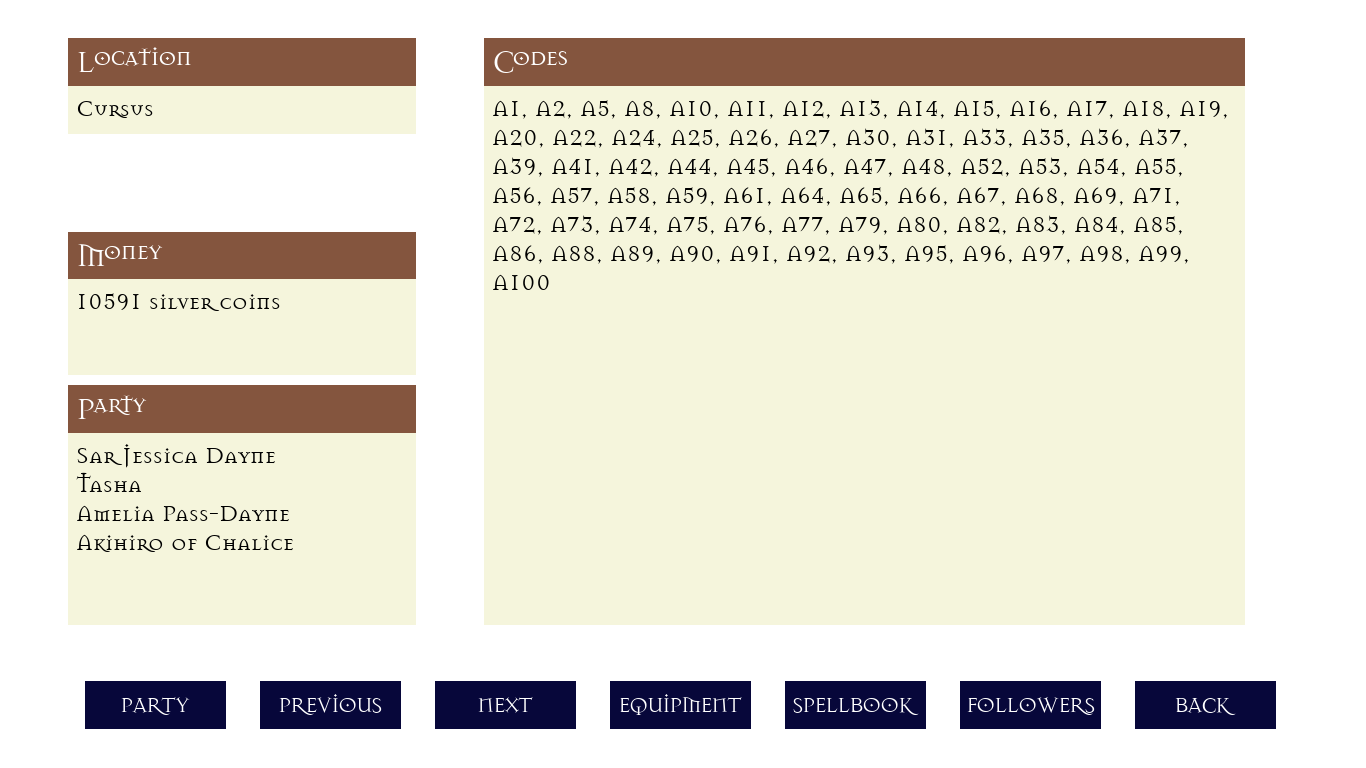 Location
Cursus
Money
10591 silver coins
Party
Sar Jessica Dayne
Tasha
Amelia Pass-Dayne
Akihiro of Chalice
Codes
A1, A2, A5, A8, A10, A11, A12, A13, A14, A15, A16, A17, A18, A19,
A20, A22, A24, A25, A26, A27, A30, A31, A33, A35, A36, A37,
A39, A41, A42, A44, A45, A46, A47, A48, A52, A53, A54, A55,
A56, A57, A58, A59, A61, A64, A65, A66, A67, A68, A69, A71,
A72, A73, A74, A75, A76, A77, A79, A80, A82, A83, A84, A85,
A86, A88, A89, A90, A91, A92, A93, A95, A96, A97, A98, A99,
A100
PARTY PREVIOUS NEXT EQUIPMENT SPELLBOOK FOLLOWERS BACK